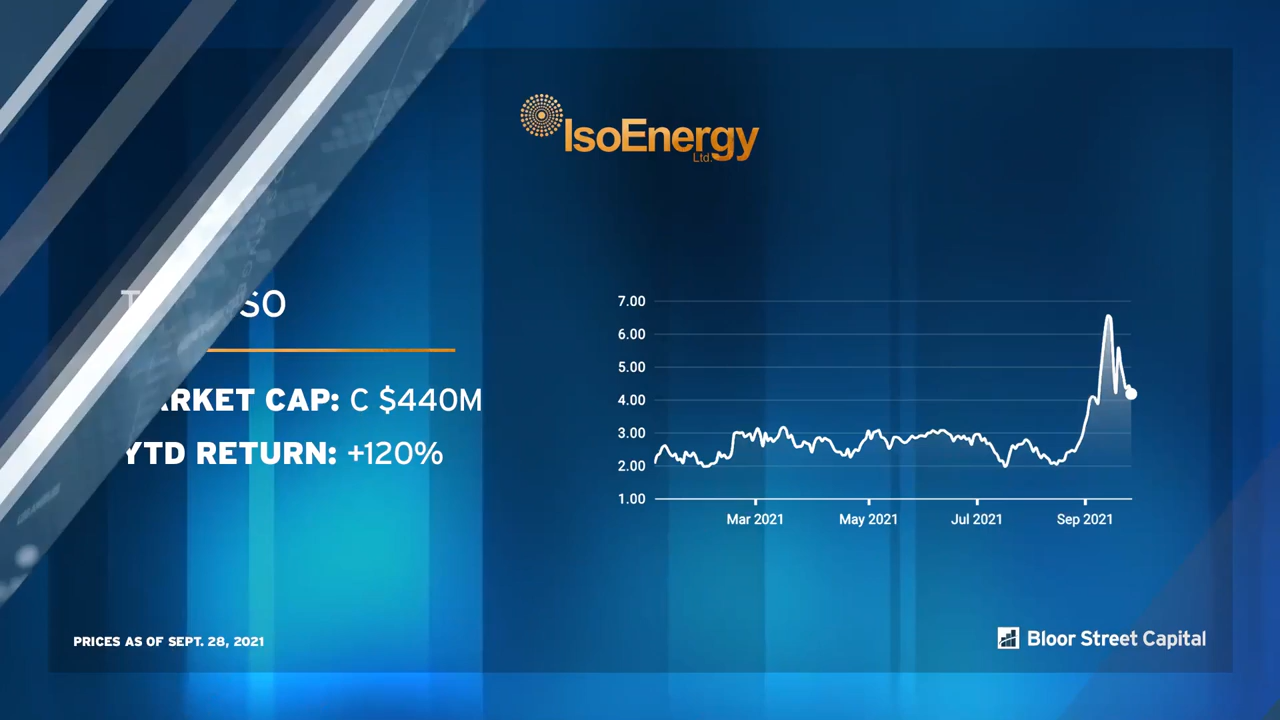 IsoEnergy
Ltd.
SO
RKET CAP: C $440M
YTD RETURN: +120%
7.00
6.00
5.00
4.00
3.00
2.00
1.00
Mar 2021
May 2021
Jul 2021
Sep 2021
PRICES AS OF SEPT. 28, 2021
Bloor Street Capital